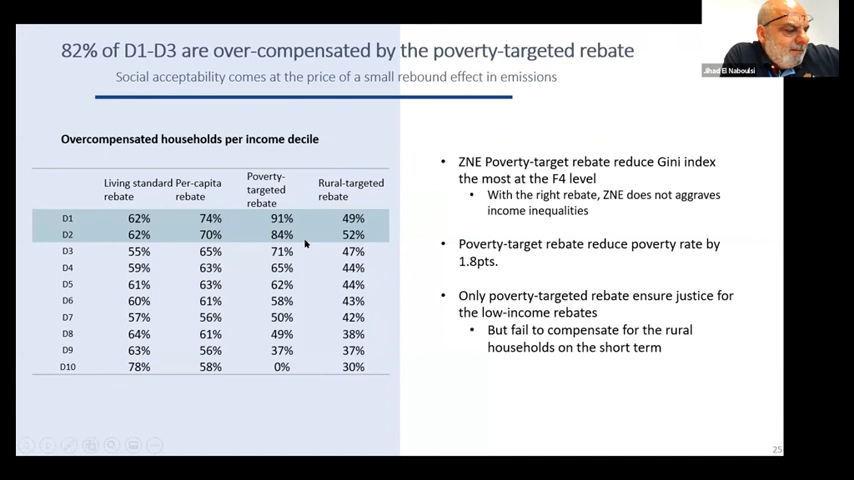 82% of D1-D3 are over-compensated by the poverty-targeted rebate
Social acceptability comes at the price of a small rebound effect in emissions
Jihad El Naboulsi
Overcompensated households per income decile
Living standard rebate Per-capita rebate Poverty-targeted rebate Rural-targeted rebate
D1 62% 74% 91% 49%
D2 62% 70% 84% 52%
D3 55% 65% 71% 47%
D4 59% 63% 65% 44%
D5 61% 63% 62% 44%
D6 60% 61% 58% 43%
D7 57% 56% 50% 42%
D8 64% 61% 49% 38%
D9 63% 56% 37% 37%
D10 78% 58% 0% 30%
• ZNE Poverty-target rebate reduce Gini index
the most at the F4 level
• With the right rebate, ZNE does not aggraves
income inequalities
• Poverty-target rebate reduce poverty rate by
1.8pts.
• Only poverty-targeted rebate ensure justice for
the low-income rebates
• But fail to compensate for the rural
households on the short term
25